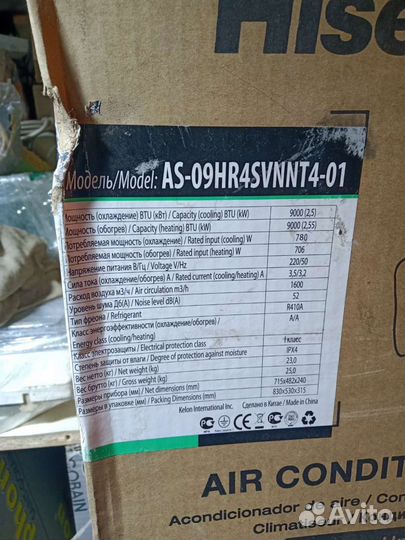 Hise
Модель/Model: AS-09HR4SVNNT4-01
Мощность (охлаждение) BTU (кВт) / Capacity (cooling) BTU (kW) 9000 (2,5)
Мощность (обогрев) BTU (кВт) / Capacity (heating) BTU (kW) 9000 (2,55)
Потребляемая мощность (охлаждение) / Rated input (cooling) W 780
Потребляемая мощность (обогрев) / Rated input (heating) W 706
Напряжение питания В/Гц / Voltage V/Hz 220/50
Сила тока (охлаждение/обогрев) А / Rated current (cooling/heating) A 3,5/3,2
Расход воздуха м3/ч / Air circulation m3/h 1600
Уровень шума Дб(А) / Noise level dB(A) 52
Тип фреона / Refrigerant R410A
Класс энергоэффективности (охлаждение/обогрев) /
Energy class (cooling/heating) A/A
Класс электрозащиты / Electrical protection class I класс
Степень защиты от влаги / Degree of protection against moisture IPX4
Вес нетто (кг) / Net weight (kg) 23,0
Вес брутто (кг) / Gross weight (kg) 25,0
Размеры прибора (мм) / Net dimensions (mm) 715x482x240
Размеры в упаковке (мм) / Packing Dimensions (mm) 830x530x315
Kelon International Inc. Сделано в Китае / Made in China
AIR CONDIT
Acondicionador de aire / Con
Climatiseur / Конди
ORAIN
Avito